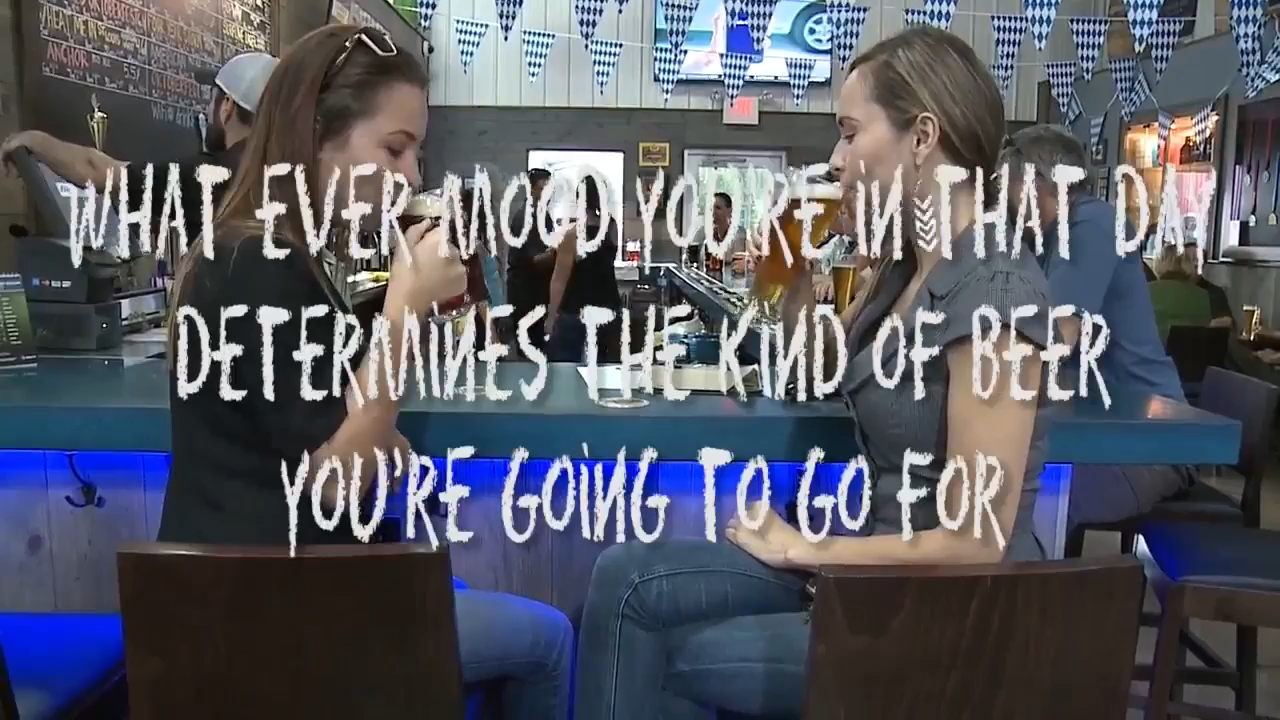 ANCHOR
WHAT EVER MOOD YOU'RE IN THAT DAY
DETERMINES THE KIND OF BEER
YOU'RE GOING TO GO FOR